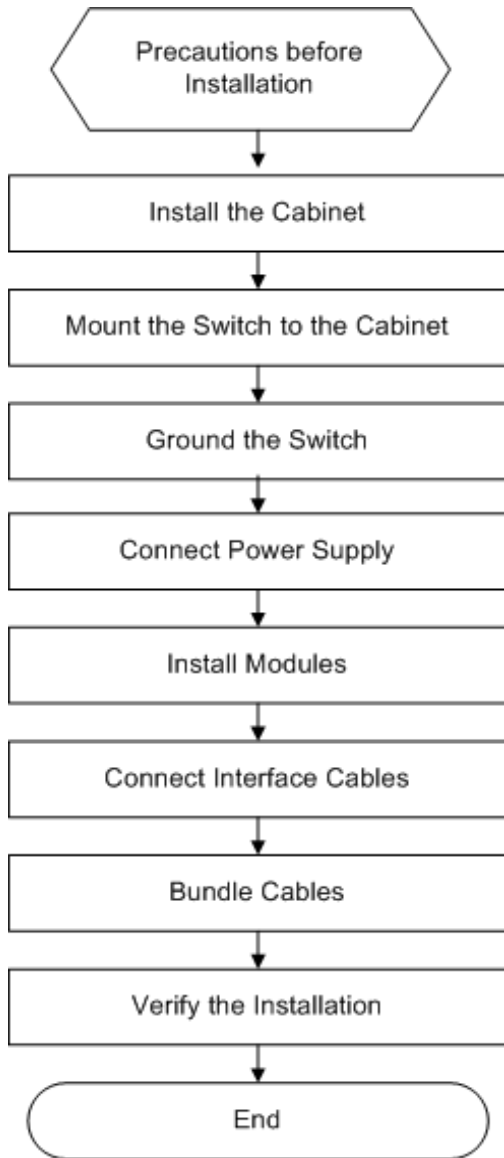 Precautions before
Installation
Install the Cabinet
Mount the Switch to the Cabinet
Ground the Switch
Connect Power Supply
Install Modules
Connect Interface Cables
Bundle Cables
Verify the Installation
End